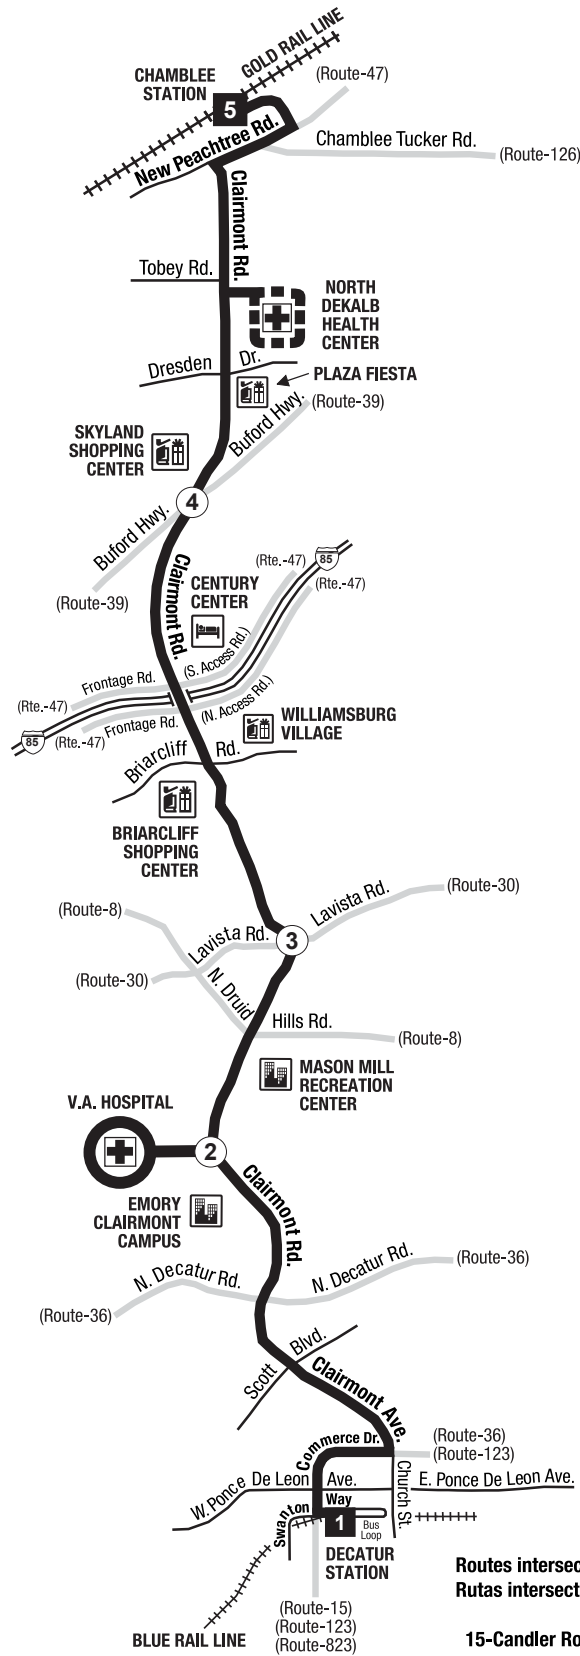 GOLD RAIL LINE
CHAMBLEE
STATION
5
(Route-47)
New Peachtree Rd.
Chamblee Tucker Rd.
(Route-126)
Clairmont Rd.
Tobey Rd.
NORTH
DEKALB
HEALTH
CENTER
Dresden Dr.
PLAZA FIESTA
(Route-39)
Buford Hwy.
SKYLAND
SHOPPING
CENTER
4
Buford Hwy.
(Route-39)
Clairmont Rd.
CENTURY
CENTER
(Rte.-47)
85
(Rte.-47)
(S. Access Rd.)
Frontage Rd.
(Rte.-47)
(N. Access Rd.)
Frontage Rd.
(Rte.-47)
85
WILLIAMSBURG
VILLAGE
Briarcliff Rd.
BRIARCLIFF
SHOPPING
CENTER
(Route-30)
Lavista Rd.
(Route-8)
3
Lavista Rd.
(Route-30)
N. Druid
Hills Rd.
(Route-8)
MASON MILL
RECREATION
CENTER
V.A. HOSPITAL
2
EMORY
CLAIRMONT
CAMPUS
Clairmont Rd.
N. Decatur Rd.
(Route-36)
N. Decatur Rd.
(Route-36)
Scott Blvd.
Clairmont Ave.
Commerce Dr.
(Route-36)
(Route-123)
Church St.
W. Ponce De Leon Ave.
E. Ponce De Leon Ave.
Swanton Way
1
Bus
Loop
DECATUR
STATION
Routes intersec
Rutas intersect
(Route-15)
(Route-123)
(Route-823)
BLUE RAIL LINE
15-Candler Ro